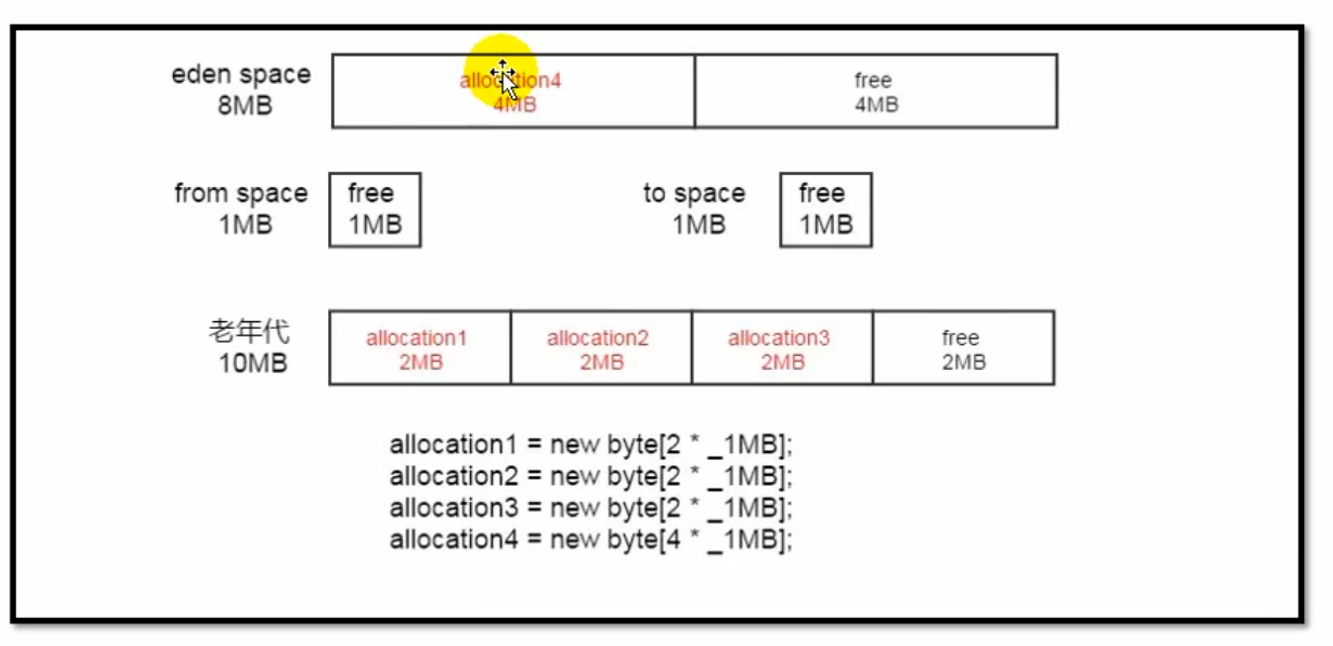 eden space
8MB
allocation4
4MB
free
4MB
from space
1MB
free
1MB
to space
1MB
free
1MB
老年代
10MB
allocation1
2MB
allocation2
2MB
allocation3
2MB
free
2MB
allocation1 = new byte[2 * _1MB];
allocation2 = new byte[2 * _1MB];
allocation3 = new byte[2 * _1MB];
allocation4 = new byte[4 * _1MB];